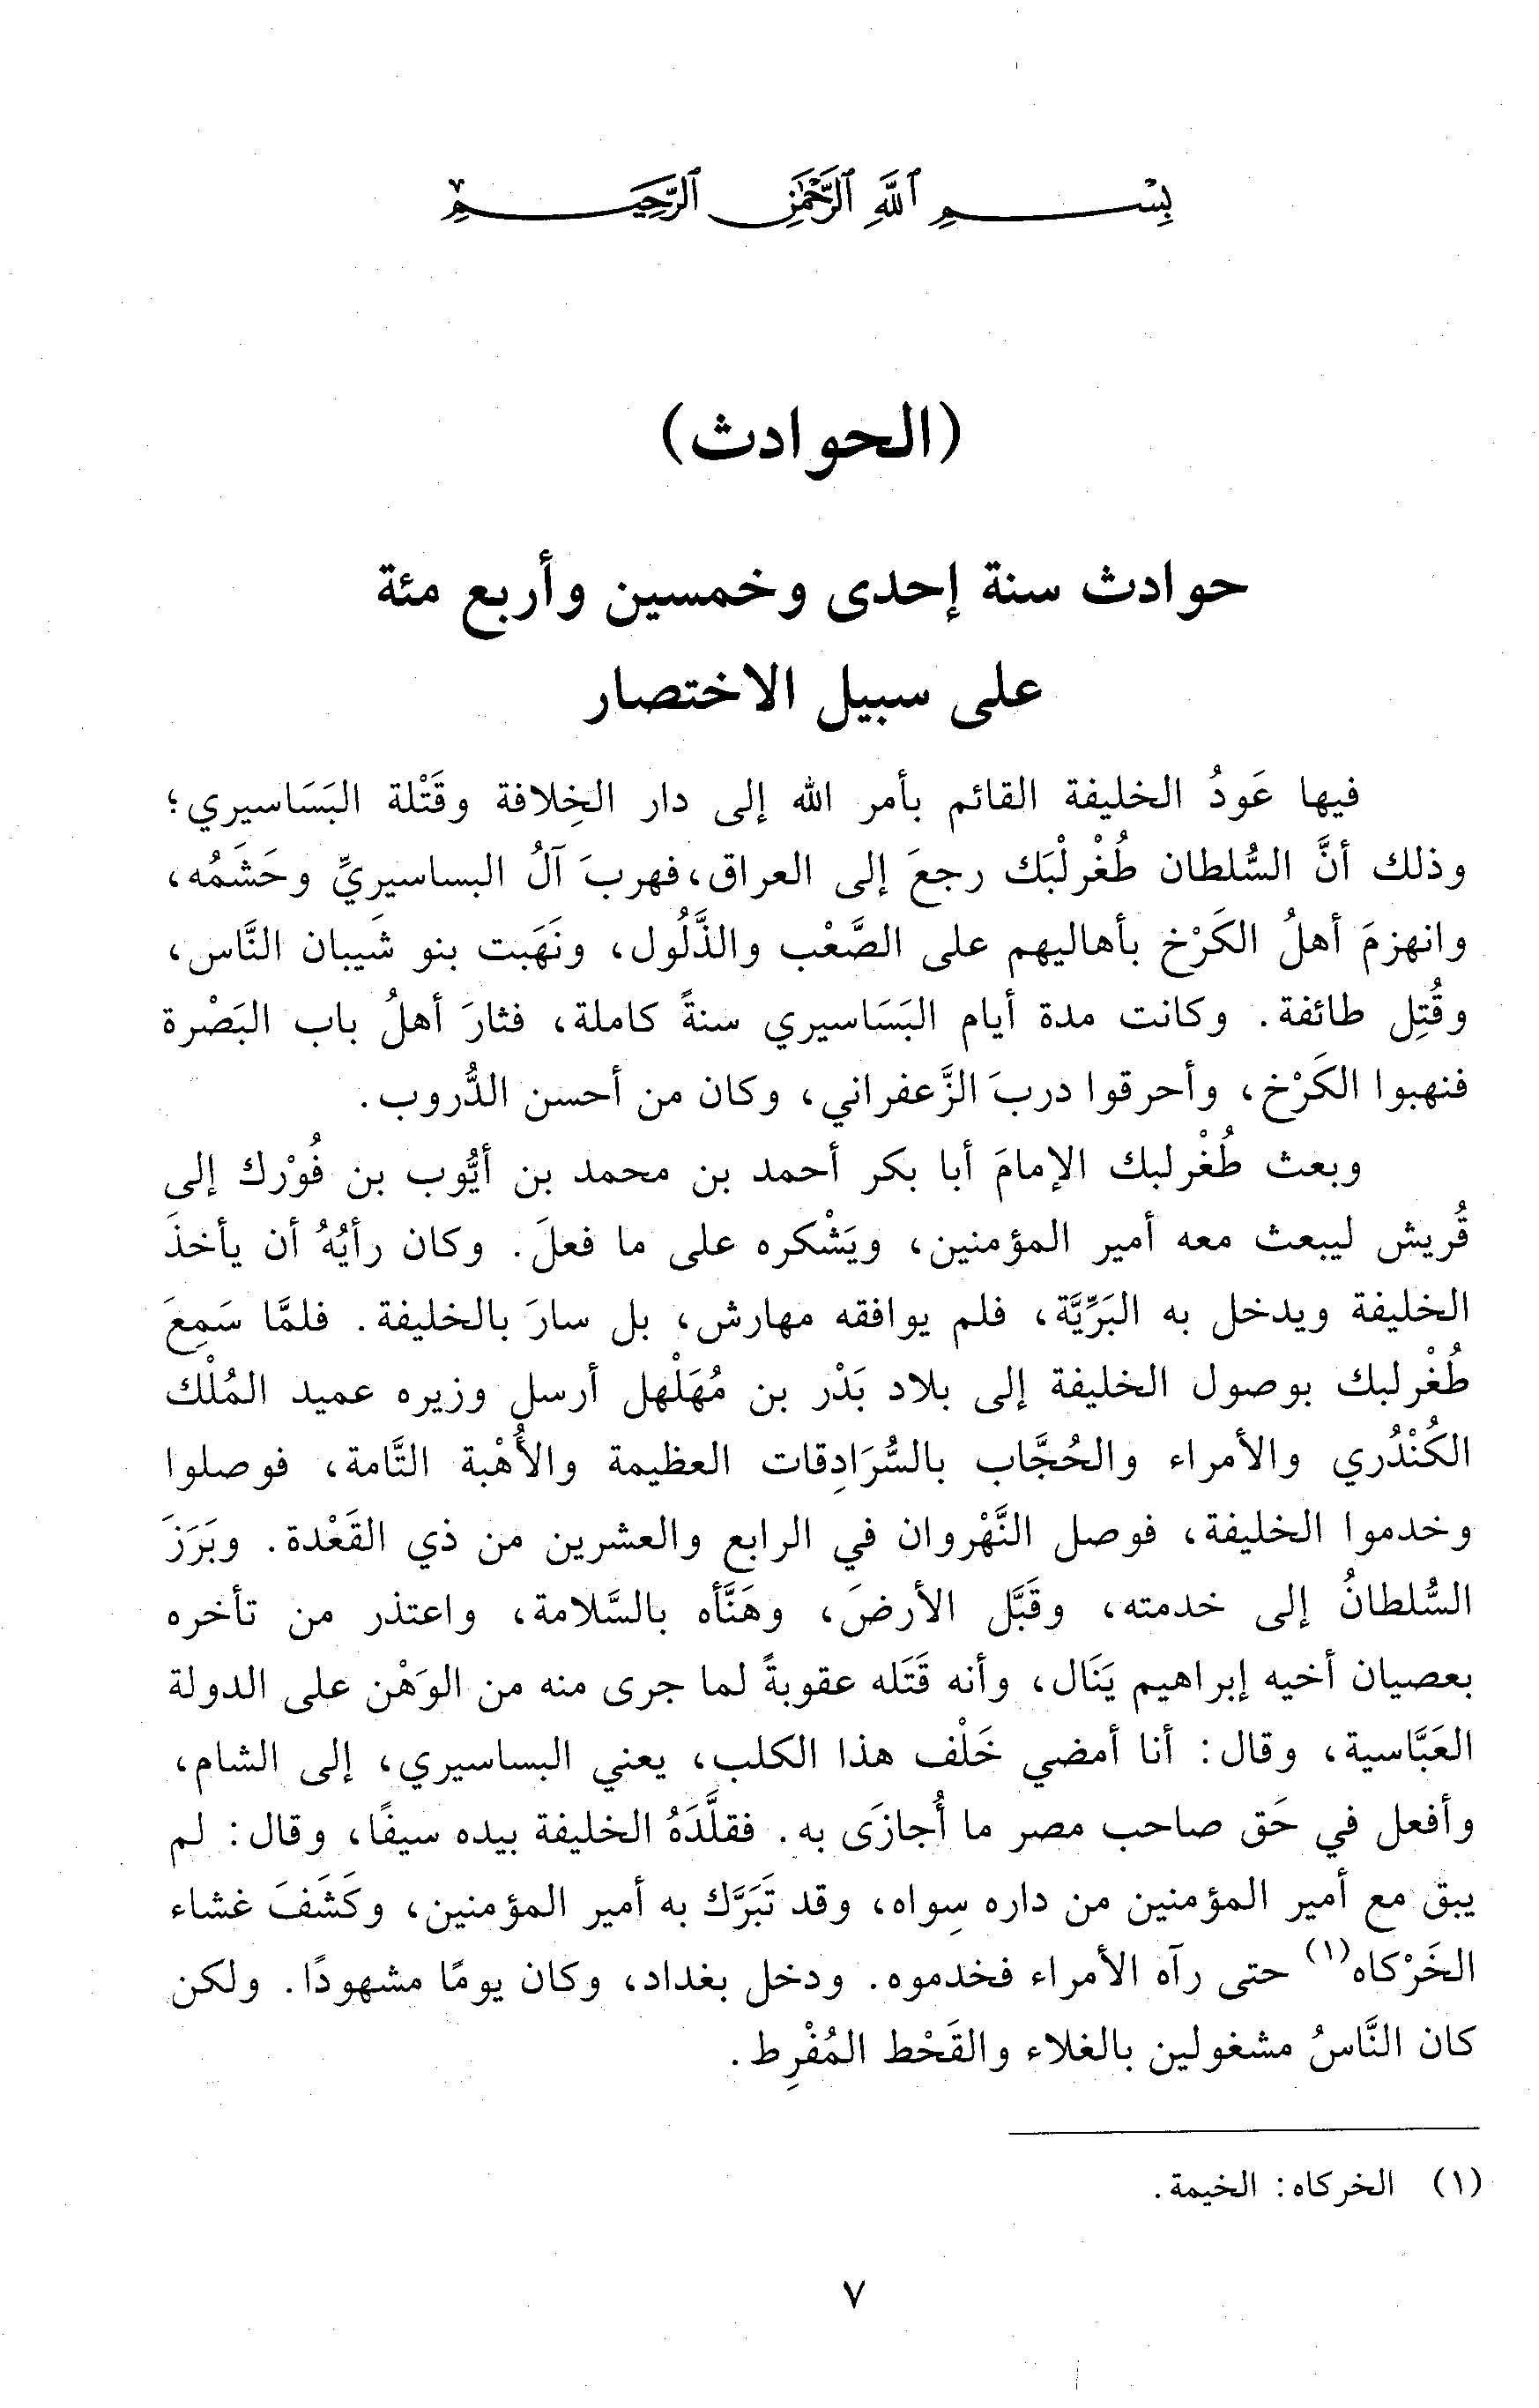 بِسْمِ ٱللَّهِ ٱلرَّحْمَٰنِ ٱلرَّحِيمِ
(الحوادث)
حوادث سنة إحدى وخمسين وأربع مئة
على سبيل الاختصار
فيها عَودُ الخليفة القائم بأمر الله إلى دار الخِلافة وقَتْلة البَسَاسيري؛
وذلك أنَّ السُّلطان طُغْرلْبَك رجعَ إلى العراق،فهربَ آلُ البساسيريِّ وحَشَمُه،
وانهزمَ أهلُ الكَرْخ بأهاليهم على الصَّعْب والذَّلُول، ونَهَبت بنو شَيبان النَّاس،
وقُتِل طائفة. وكانت مدة أيام البَسَاسيري سنةً كاملة، فثارَ أهلُ باب البَصْرة
فنهبوا الكَرْخ، وأحرقوا دربَ الزَّعفراني، وكان من أحسن الدُّروب.
وبعث طُغْرلبك الإمامَ أبا بكر أحمد بن محمد بن أيُّوب بن فُوْرك إلى
قُريش ليبعث معه أمير المؤمنين، ويَشْكره على ما فعلَ. وكان رأيُهُ أن يأخذَ
الخليفة ويدخل به البَرِّيَّة، فلم يوافقه مهارش، بل سارَ بالخليفة. فلمَّا سَمِعَ
طُغْرلبك بوصول الخليفة إلى بلاد بَدْر بن مُهَلْهل أرسل وزيره عميد المُلْك
الكُنْدُري والأمراء والحُجَّاب بالسُّرَادِقات العظيمة والأُهْبة التَّامة، فوصلوا
وخدموا الخليفة، فوصل النَّهْروان في الرابع والعشرين من ذي القَعْدة. وبَرَزَ
السُّلطانُ إلى خدمته، وقَبَّل الأرضَ، وهَنَّأه بالسَّلامة، واعتذر من تأخره
بعصيان أخيه إبراهيم يَنَال، وأنه قَتَله عقوبةً لما جرى منه من الوَهْن على الدولة
العَبَّاسية، وقال: أنا أمضي خَلْف هذا الكلب، يعني البساسيري، إلى الشام،
وأفعل في حَق صاحب مصر ما أُجازَى به. فقلَّدَهُ الخليفة بيده سيفًا، وقال: لم
يبق مع أمير المؤمنين من داره سِواه، وقد تَبَرَّك به أمير المؤمنين، وكَشَفَ غشاء
الخَرْكاه(١) حتى رآه الأمراء فخدموه. ودخل بغداد، وكان يومًا مشهودًا. ولكن
كان النَّاسُ مشغولين بالغلاء والقَحْط المُفْرِط.
(١) الخركاه: الخيمة.
٧